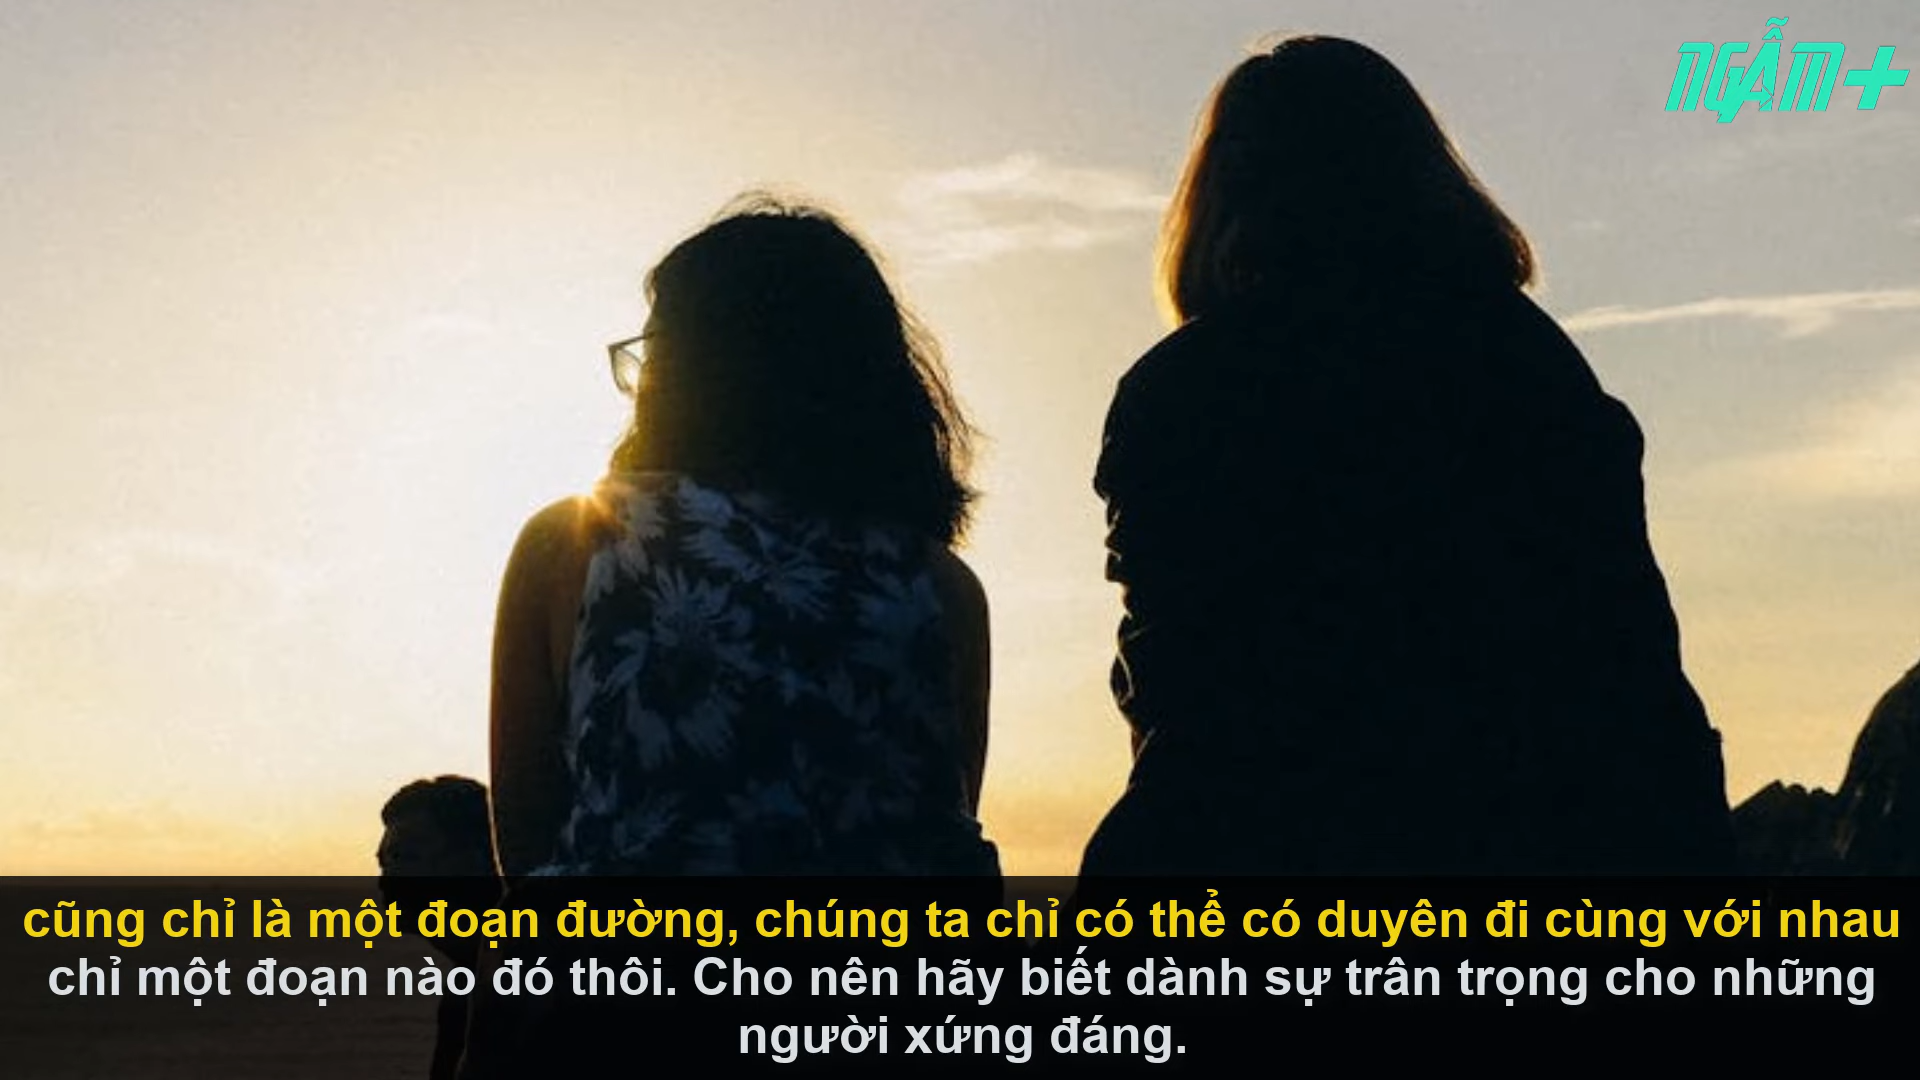 NGẪM+
cũng chỉ là một đoạn đường, chúng ta chỉ có thể có duyên đi cùng với nhau
chỉ một đoạn nào đó thôi. Cho nên hãy biết dành sự trân trọng cho những
người xứng đáng.